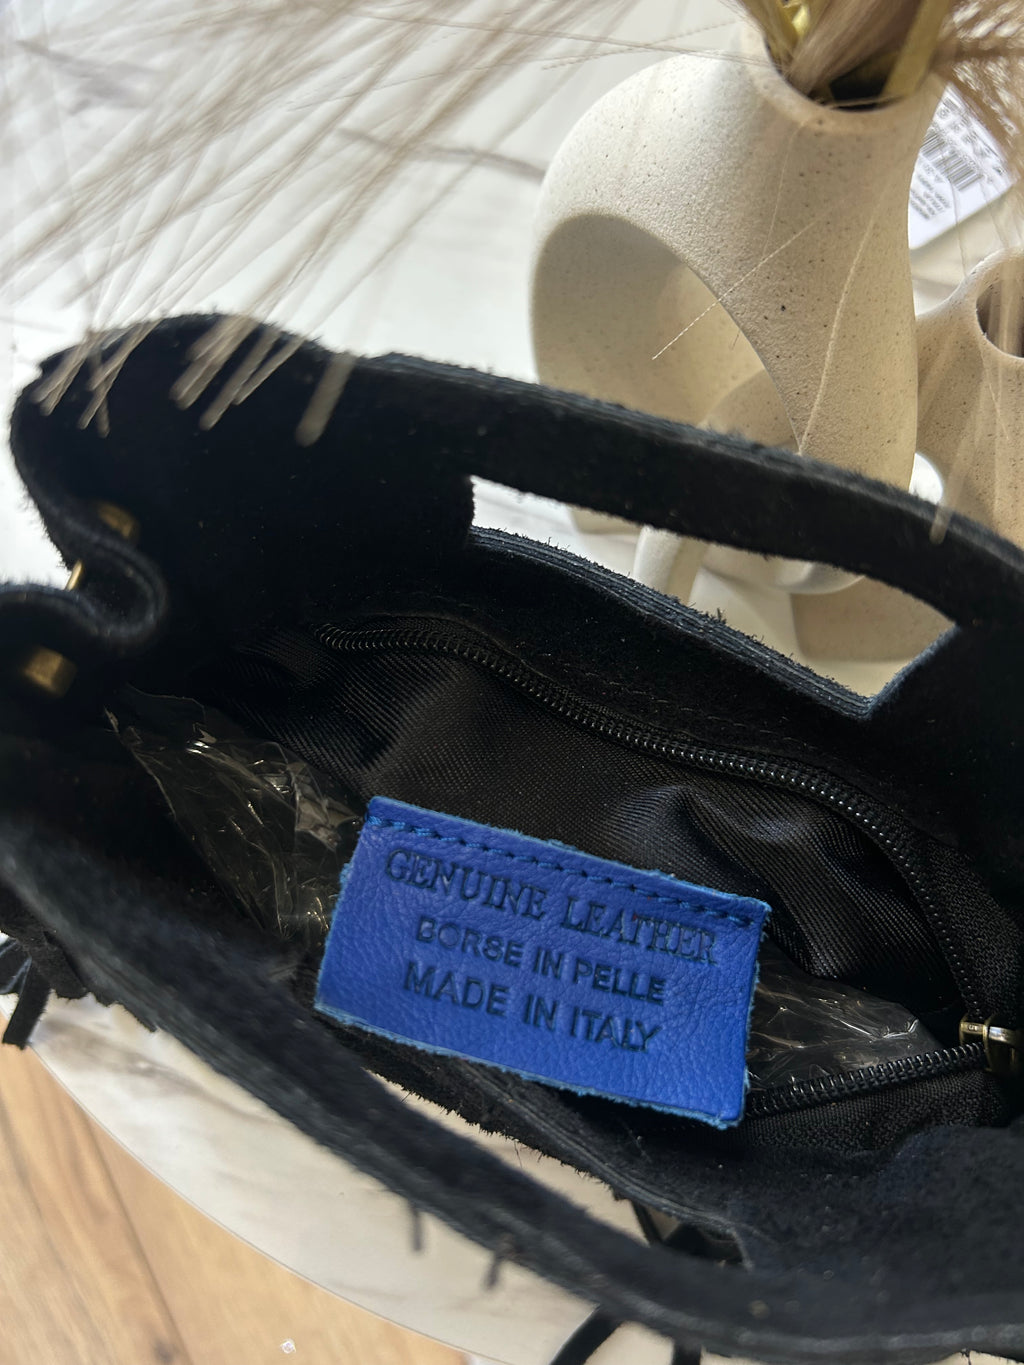 GENUINE LEATHER
BORSE IN PELLE
MADE IN ITALY